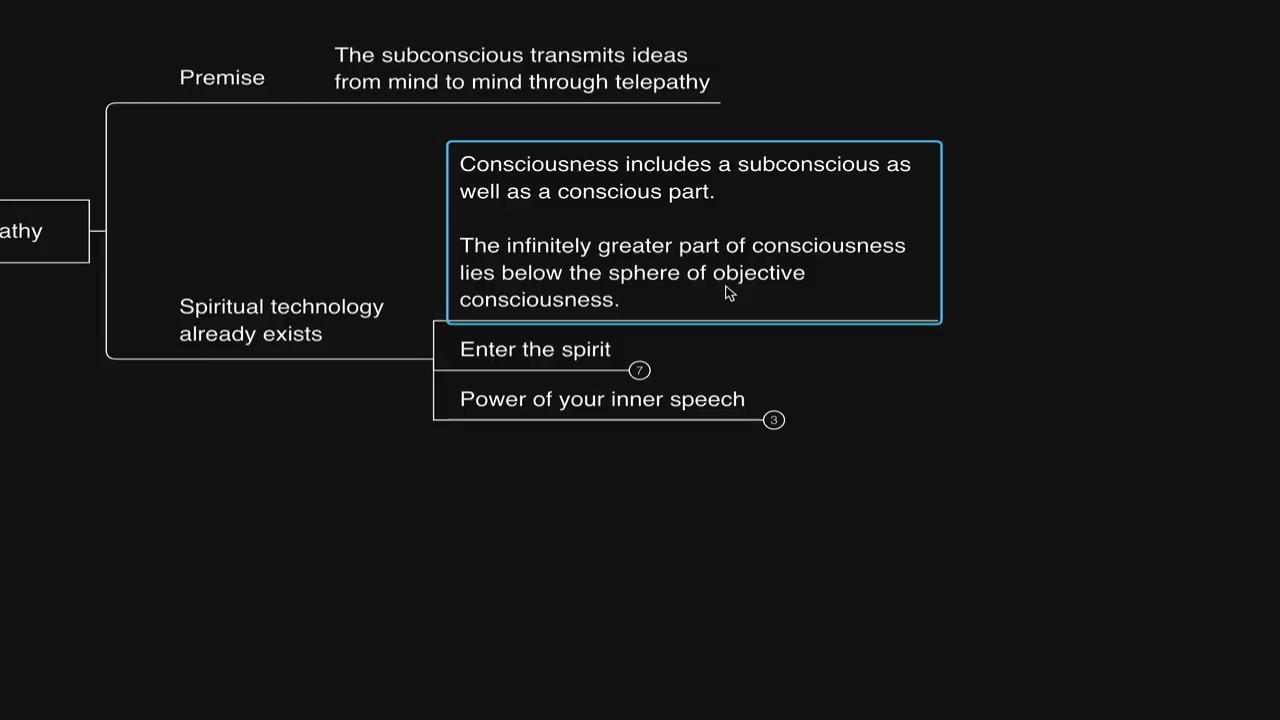 The subconscious transmits ideas
Premise
from mind to mind through telepathy
Consciousness includes a subconscious as
well as a conscious part.
athy
The infinitely greater part of consciousness
lies below the sphere of objective
consciousness.
Spiritual technology
already exists
Enter the spirit
7
Power of your inner speech
3